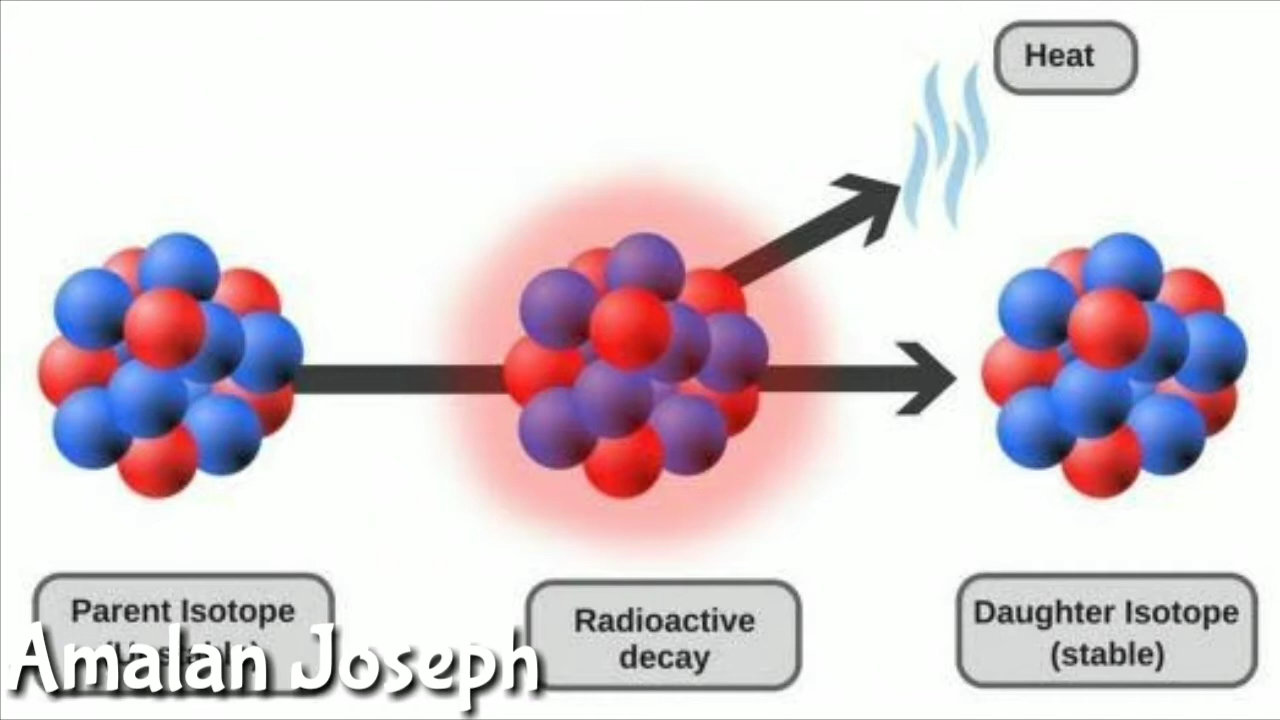 Heat
Parent Isotope
Radioactive
decay
Daughter Isotope
(stable)
Amalan Joseph